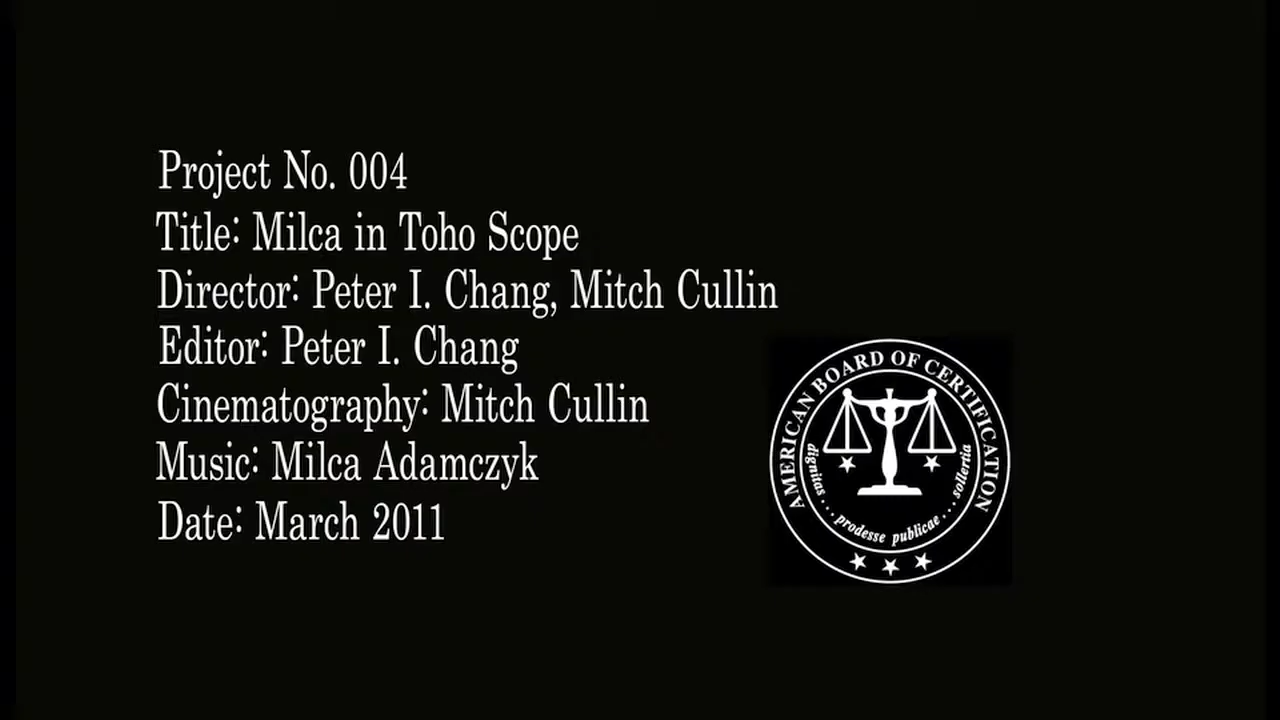 Project No. 004
Title: Milca in Toho Scope
Director: Peter I. Chang, Mitch Cullin
Editor: Peter I. Chang
Cinematography: Mitch Cullin
Music: Milca Adamczyk
Date: March 2011
AMERICAN BOARD OF CERTIFICATION
dignitas... prodesse publicae... sollertia